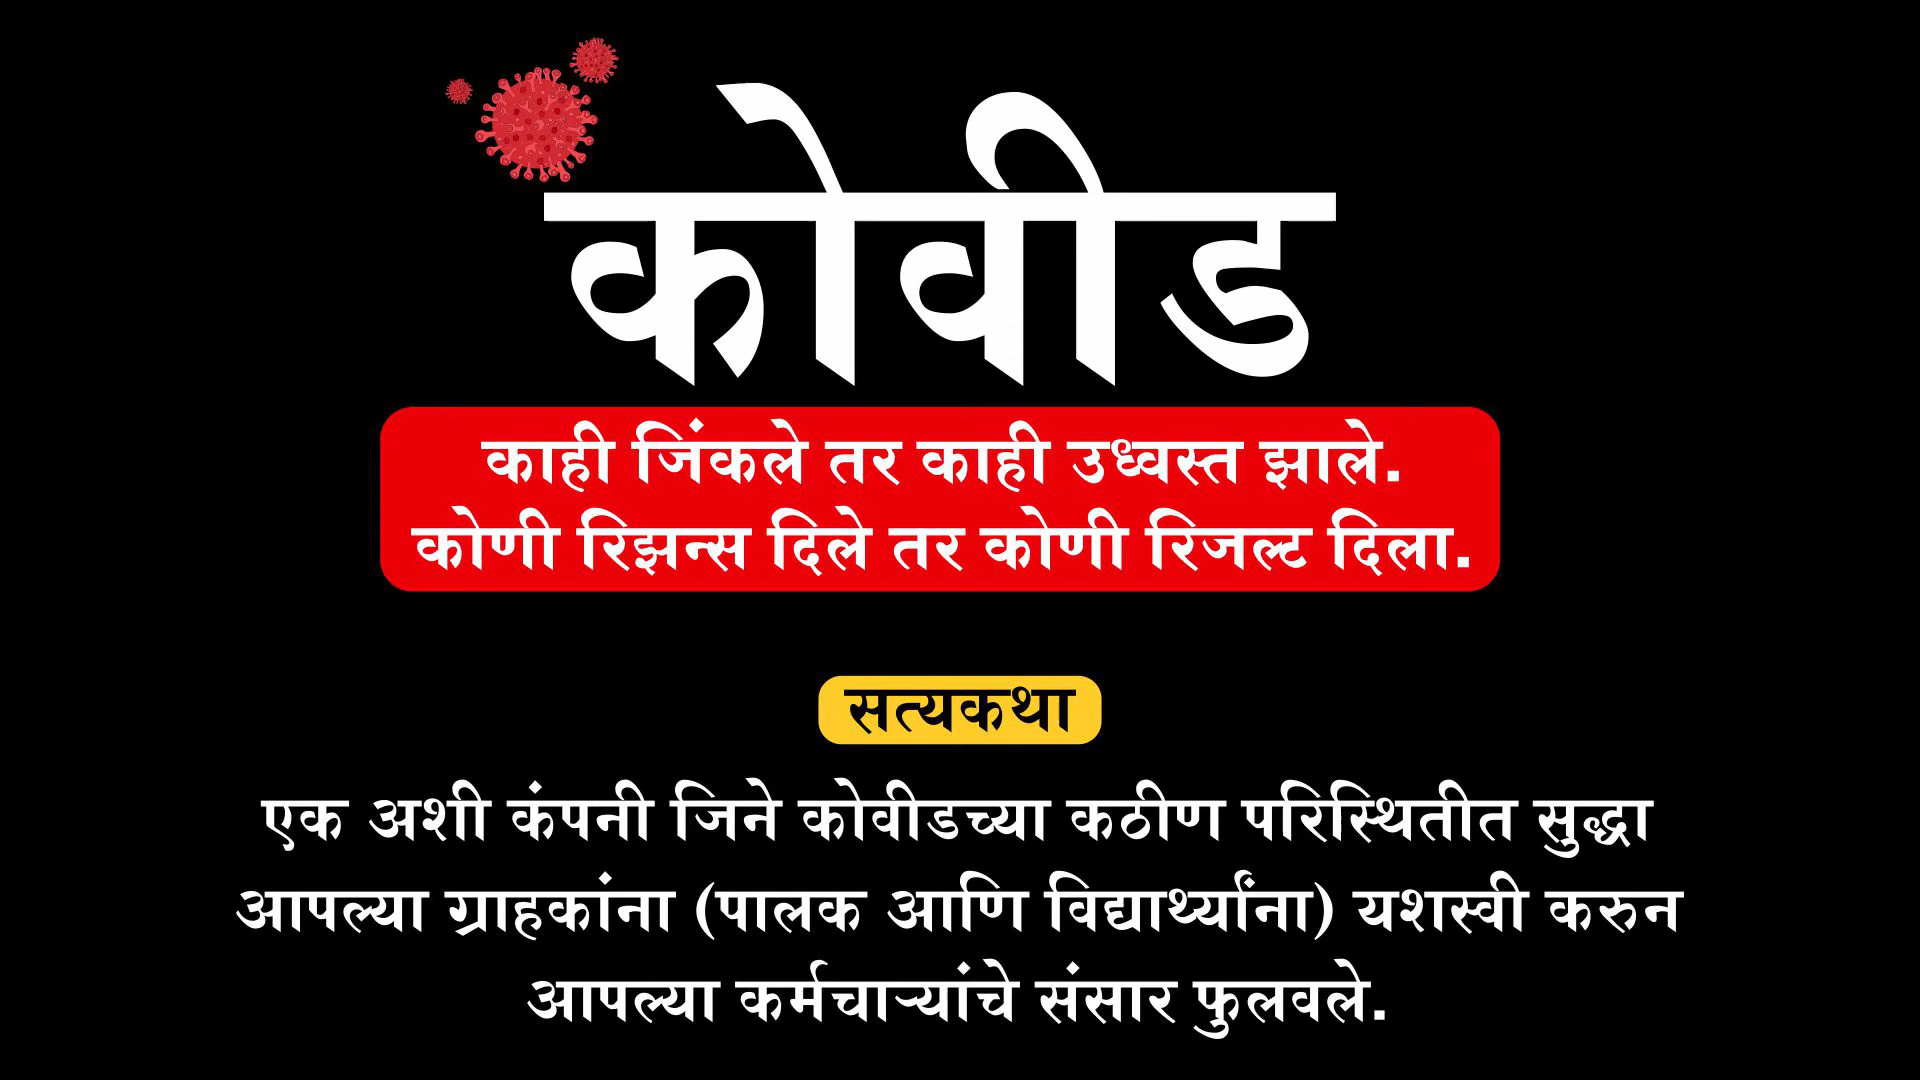 कोवीड
काही जिंकले तर काही उध्वस्त झाले.
कोणी रिझन्स दिले तर कोणी रिजल्ट दिला.
सत्यकथा
एक अशी कंपनी जिने कोवीडच्या कठीण परिस्थितीत सुद्धा
आपल्या ग्राहकांना (पालक आणि विद्यार्थ्यांना) यशस्वी करुन
आपल्या कर्मचाऱ्यांचे संसार फुलवले.